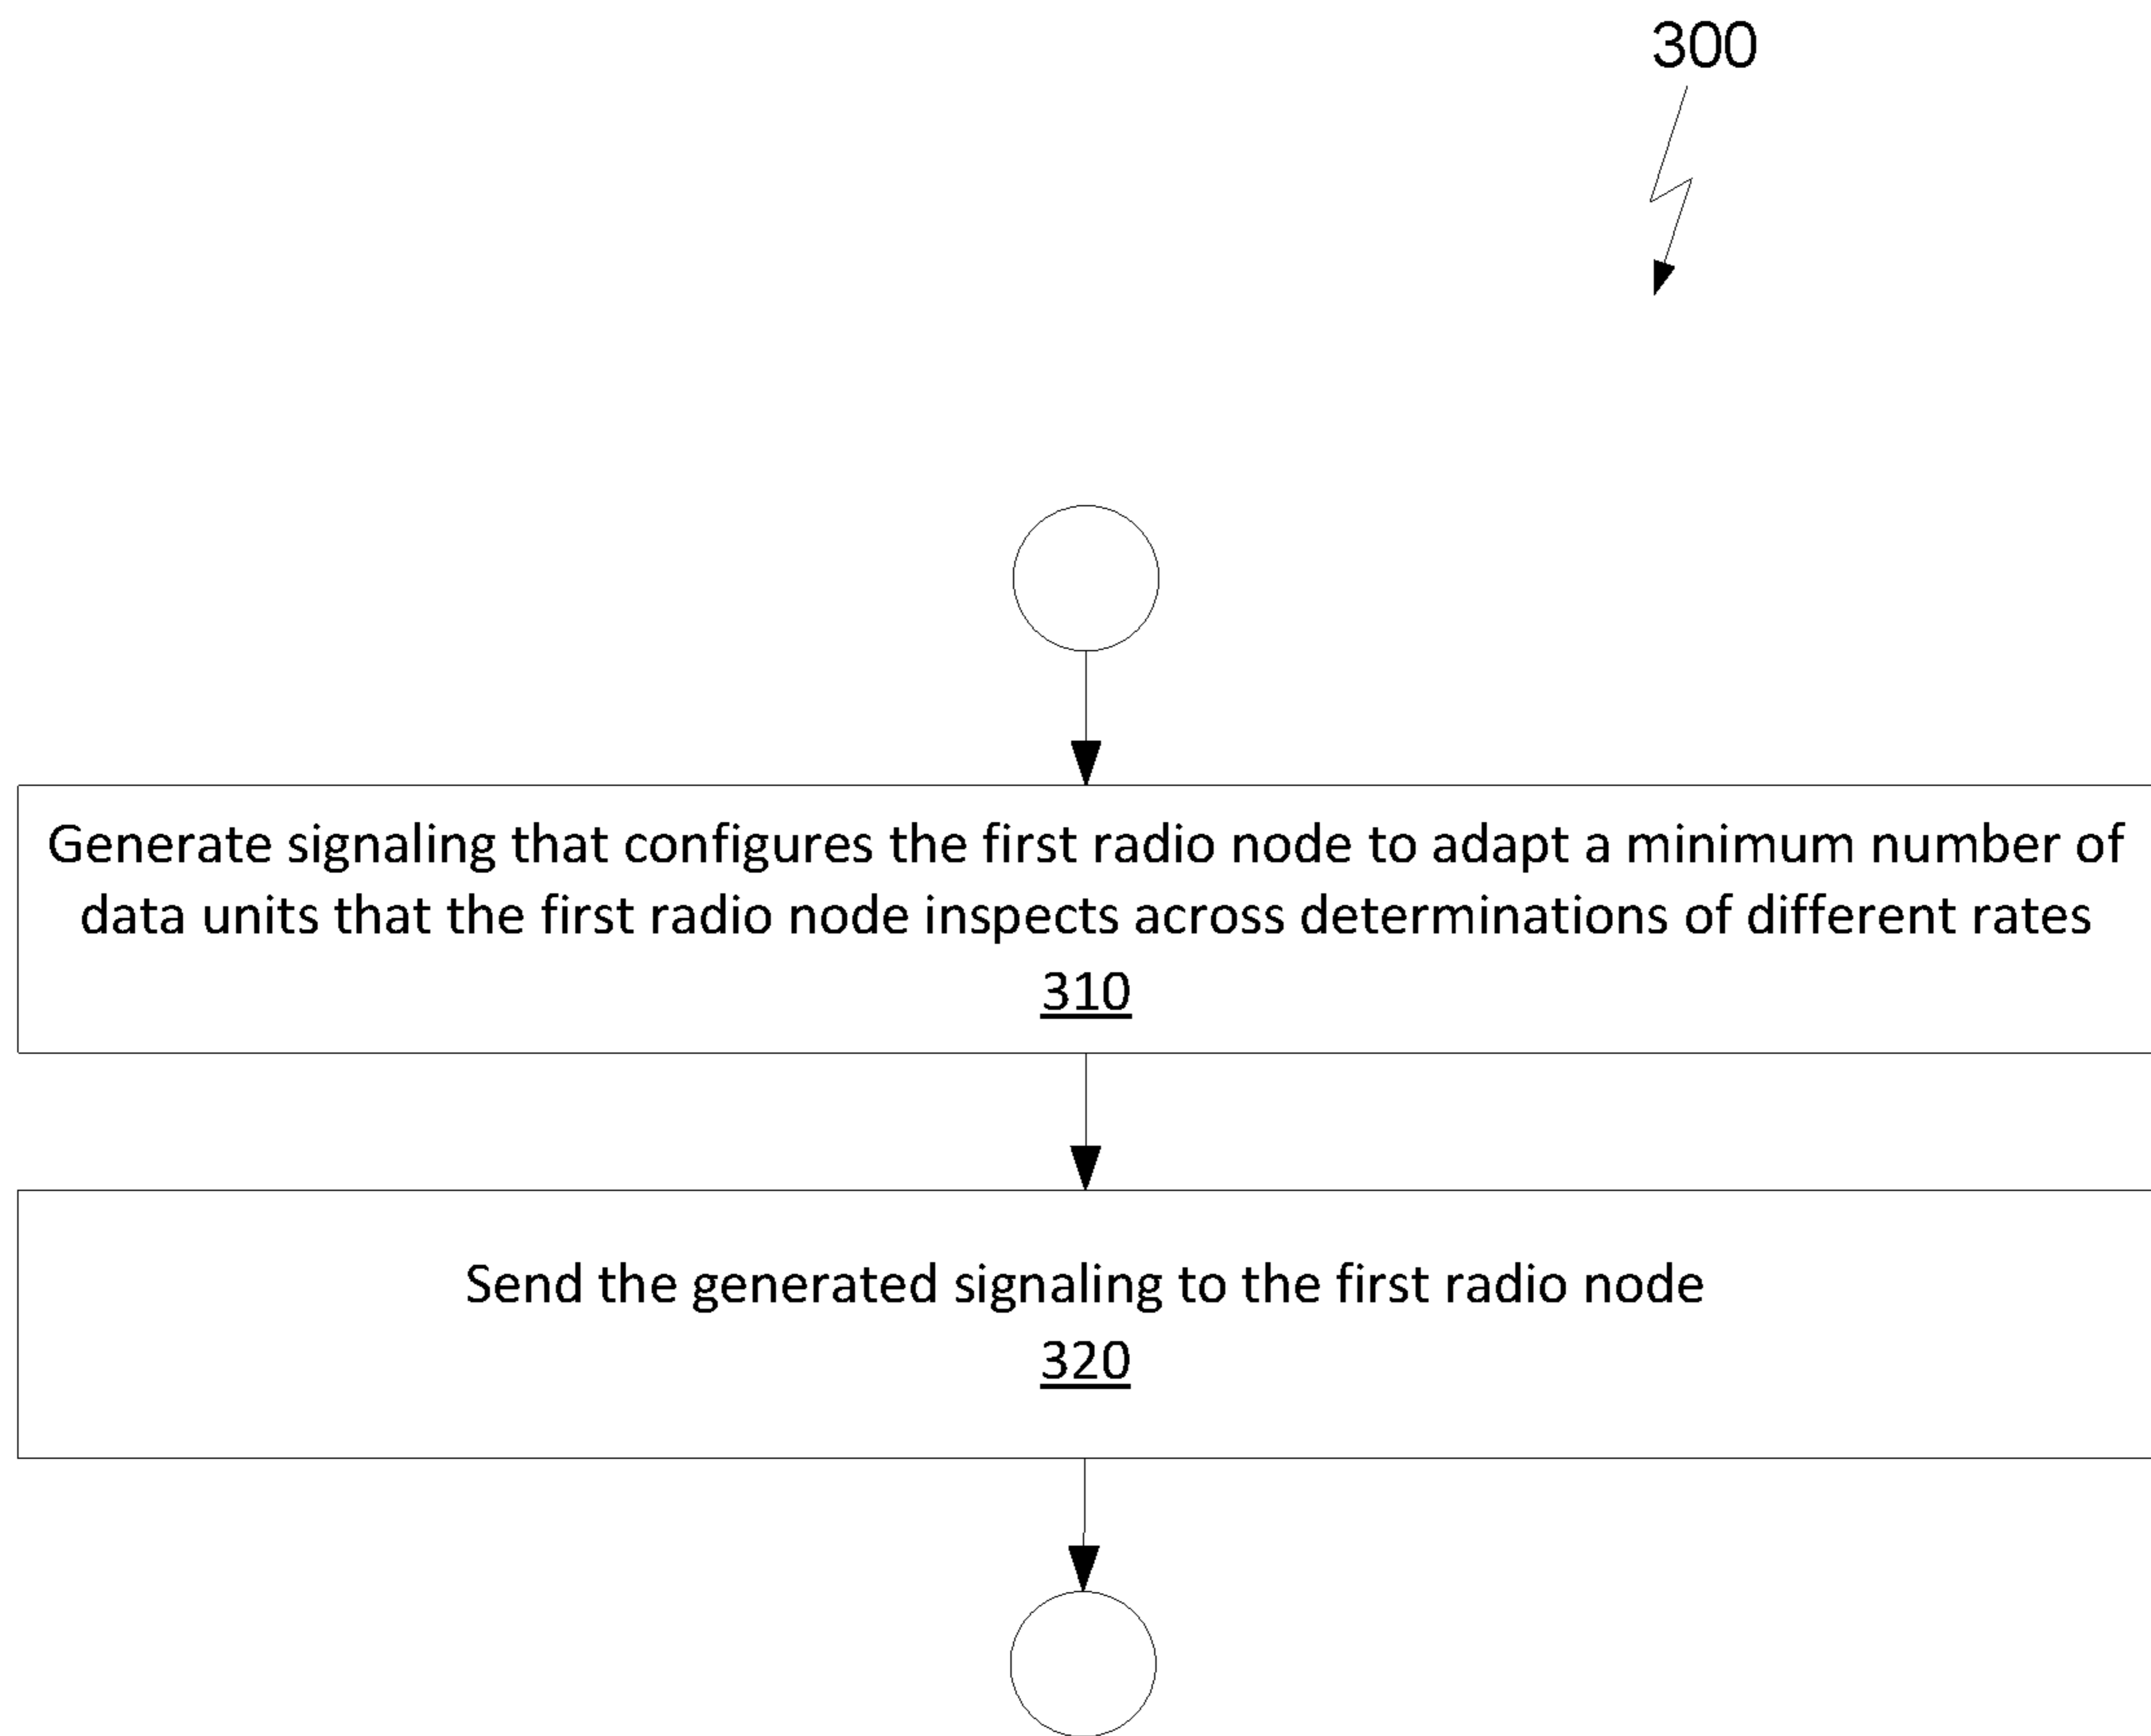 300
Generate signaling that configures the first radio node to adapt a minimum number of
data units that the first radio node inspects across determinations of different rates
310
Send the generated signaling to the first radio node
320